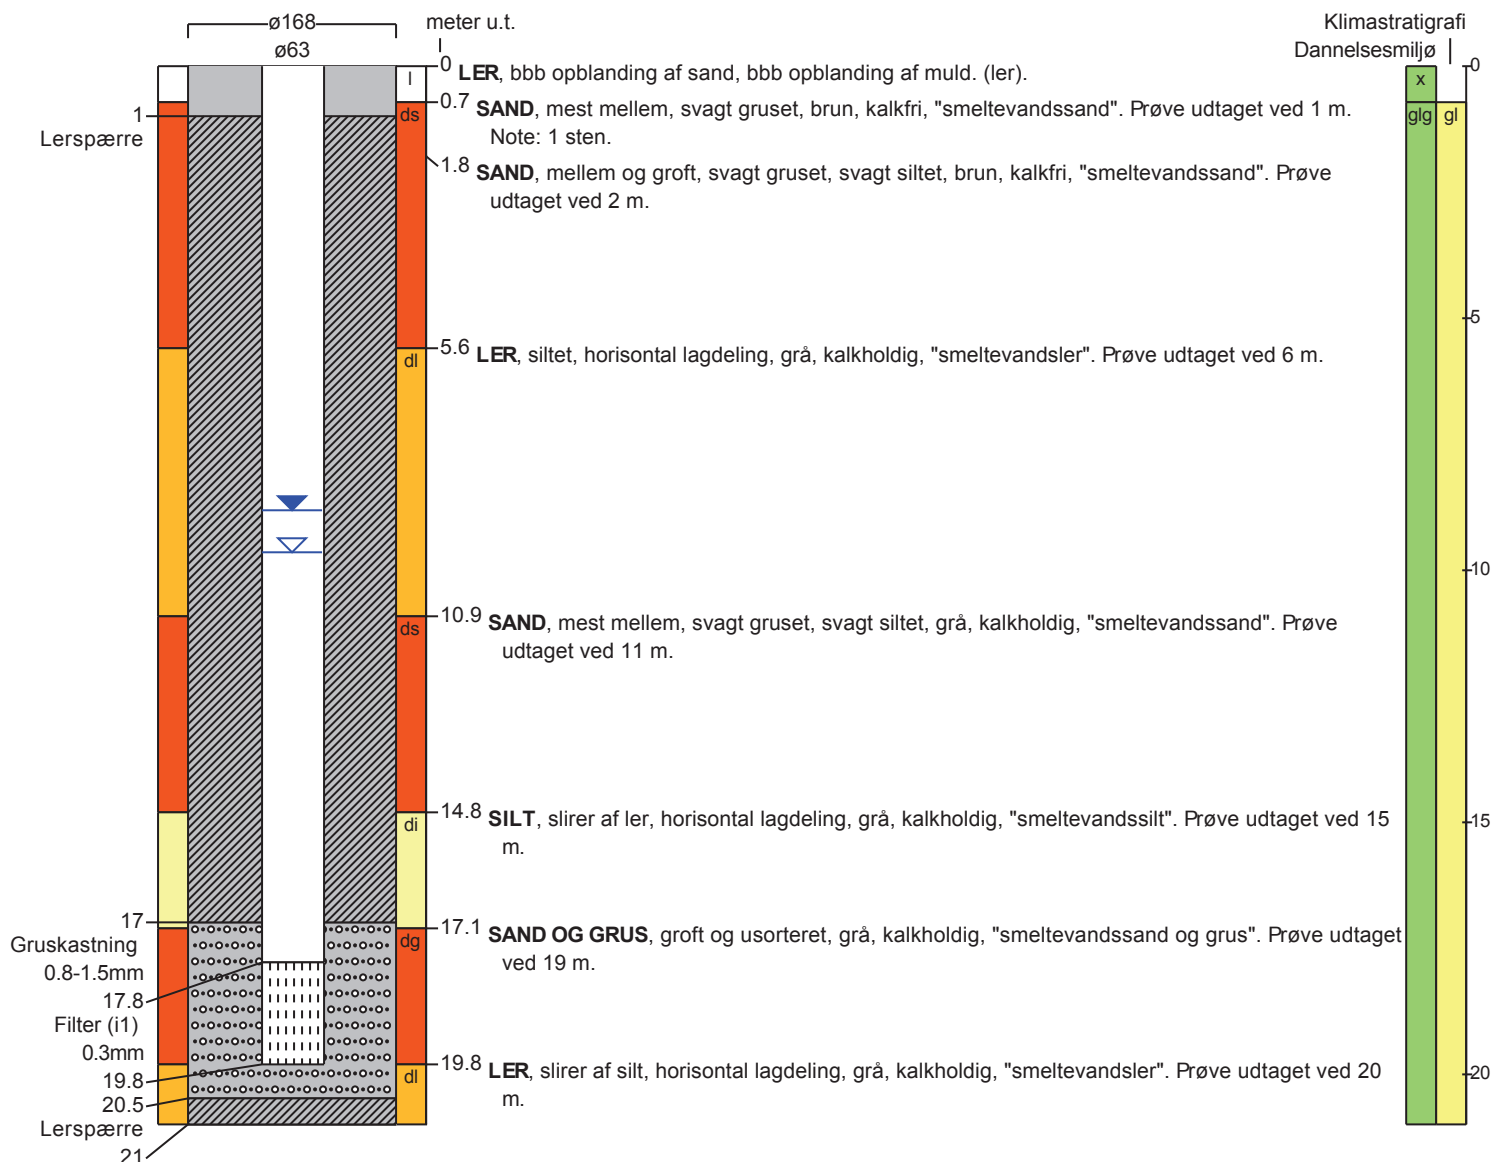 ø168
meter u.t.
Klimastratigrafi
ø63
Dannelsesmiljø
0
l
LER, bbb opblanding af sand, bbb opblanding af muld. (ler).
x
0
0.7
ds
SAND, mest mellem, svagt gruset, brun, kalkfri, "smeltevandssand". Prøve udtaget ved 1 m.
Note: 1 sten.
glg
gl
1
Lerspærre
1.8
SAND, mellem og groft, svagt gruset, svagt siltet, brun, kalkfri, "smeltevandssand". Prøve
udtaget ved 2 m.
5
5.6
dl
LER, siltet, horisontal lagdeling, grå, kalkholdig, "smeltevandsler". Prøve udtaget ved 6 m.
10
10.9
ds
SAND, mest mellem, svagt gruset, svagt siltet, grå, kalkholdig, "smeltevandssand". Prøve
udtaget ved 11 m.
14.8
di
SILT, slirer af ler, horisontal lagdeling, grå, kalkholdig, "smeltevandssilt". Prøve udtaget ved 15
m.
15
17
Gruskastning
0.8-1.5mm
17.1
dg
SAND OG GRUS, groft og usorteret, grå, kalkholdig, "smeltevandssand og grus". Prøve udtaget
ved 19 m.
17.8
Filter (i1)
0.3mm
19.8
19.8
dl
LER, slirer af silt, horisontal lagdeling, grå, kalkholdig, "smeltevandsler". Prøve udtaget ved 20
m.
20
20.5
Lerspærre
21